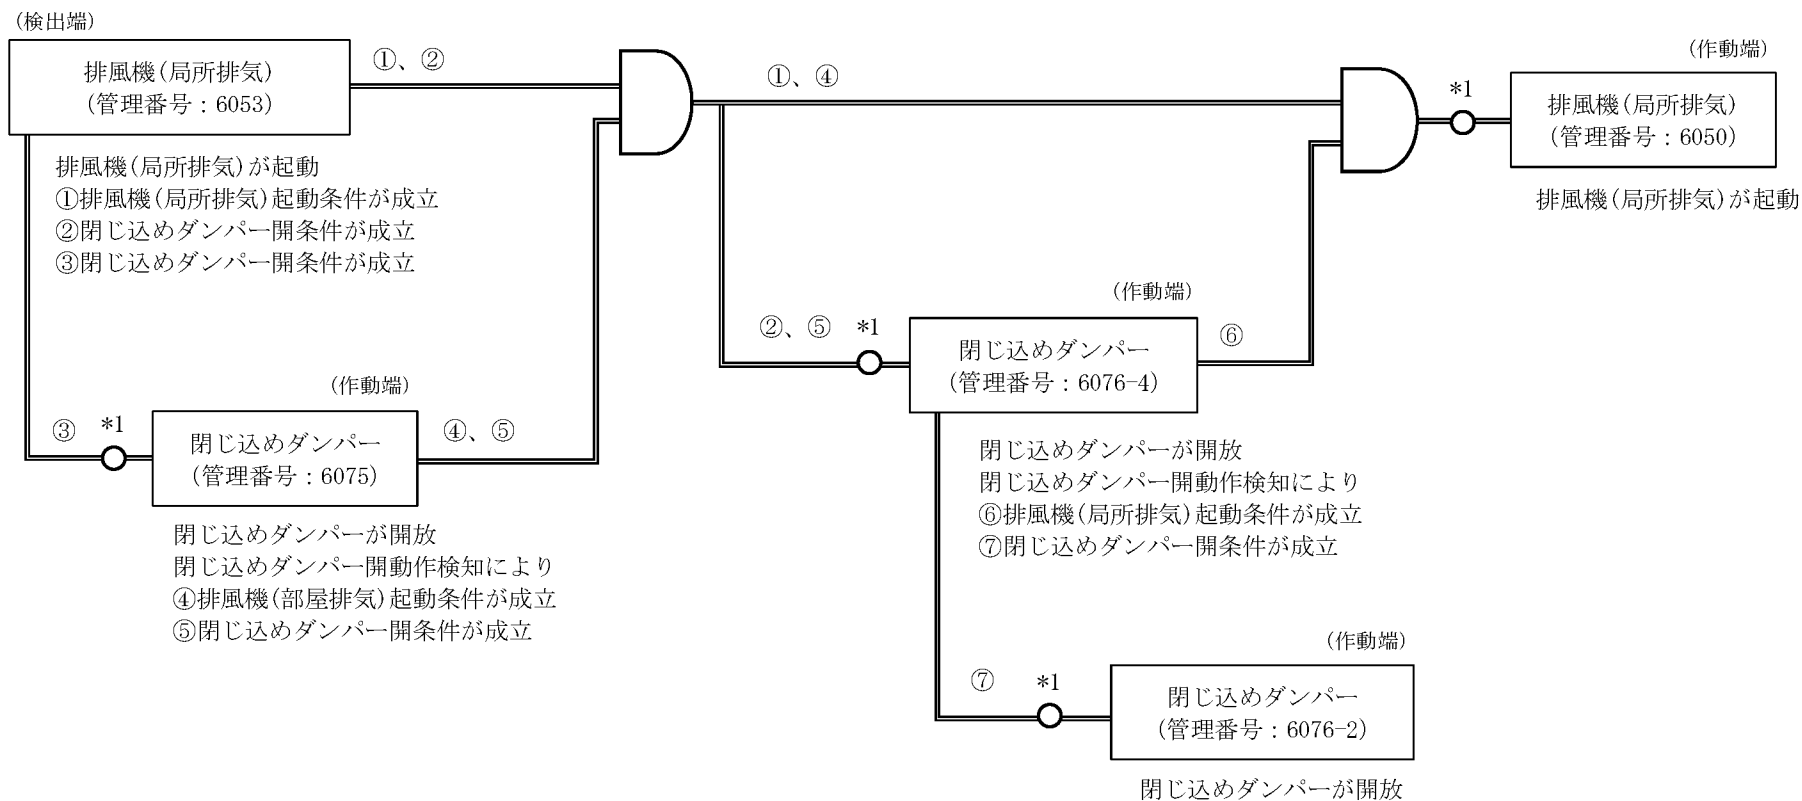 (検出端)
排風機(局所排気)
(管理番号：6053)
①、②
排風機(局所排気)が起動
①排風機(局所排気)起動条件が成立
②閉じ込めダンパー開条件が成立
③閉じ込めダンパー開条件が成立
①、④
(作動端)
*1
排風機(局所排気)
(管理番号：6050)
排風機(局所排気)が起動
(作動端)
③
*1
閉じ込めダンパー
(管理番号：6075)
④、⑤
閉じ込めダンパーが開放
閉じ込めダンパー開動作検知により
④排風機(部屋排気)起動条件が成立
⑤閉じ込めダンパー開条件が成立
(作動端)
②、⑤
*1
閉じ込めダンパー
(管理番号：6076-4)
⑥
閉じ込めダンパーが開放
閉じ込めダンパー開動作検知により
⑥排風機(局所排気)起動条件が成立
⑦閉じ込めダンパー開条件が成立
(作動端)
⑦
*1
閉じ込めダンパー
(管理番号：6076-2)
閉じ込めダンパーが開放